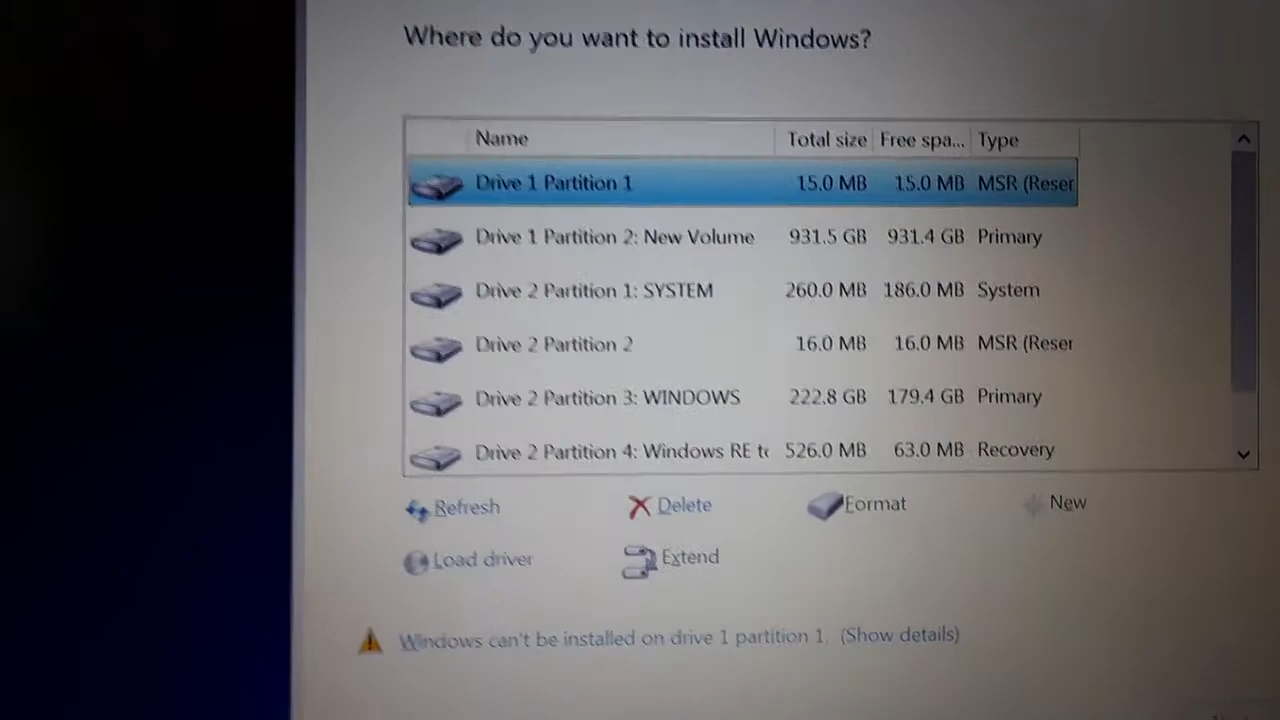 Where do you want to install Windows?
Name Total size Free spa... Type
Drive 1 Partition 1 15.0 MB 15.0 MB MSR (Reser
Drive 1 Partition 2: New Volume 931.5 GB 931.4 GB Primary
Drive 2 Partition 1: SYSTEM 260.0 MB 186.0 MB System
Drive 2 Partition 2 16.0 MB 16.0 MB MSR (Reser
Drive 2 Partition 3: WINDOWS 222.8 GB 179.4 GB Primary
Drive 2 Partition 4: Windows RE to 526.0 MB 63.0 MB Recovery
Refresh Delete Format New
Load driver Extend
Windows can't be installed on drive 1 partition 1. (Show details)